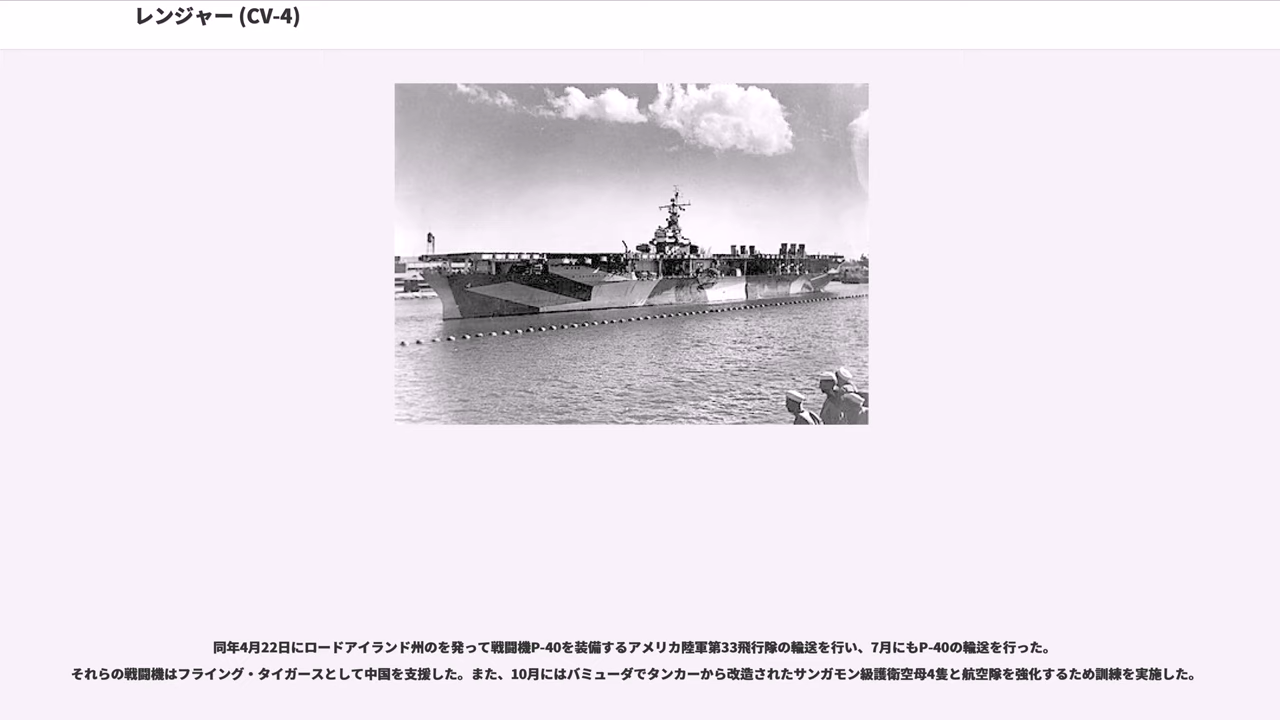 レンジャー (CV-4)
同年4月22日にロードアイランド州のを発って戦闘機P-40を装備するアメリカ陸軍第33飛行隊の輸送を行い、7月にもP-40の輸送を行った。
それらの戦闘機はフライング・タイガースとして中国を支援した。また、10月にはバミューダでタンカーから改造されたサンガモン級護衛空母4隻と航空隊を強化するため訓練を実施した。